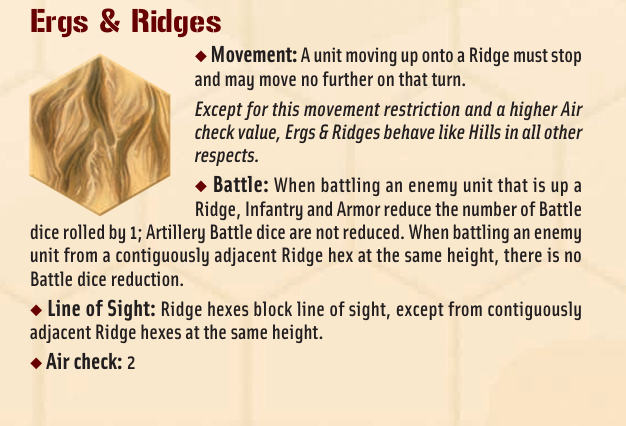 Ergs & Ridges
◆ Movement: A unit moving up onto a Ridge must stop
and may move no further on that turn.
Except for this movement restriction and a higher Air
check value, Ergs & Ridges behave like Hills in all other
respects.
◆ Battle: When battling an enemy unit that is up a
Ridge, Infantry and Armor reduce the number of Battle
dice rolled by 1; Artillery Battle dice are not reduced. When battling an enemy
unit from a contiguously adjacent Ridge hex at the same height, there is no
Battle dice reduction.
◆ Line of Sight: Ridge hexes block line of sight, except from contiguously
adjacent Ridge hexes at the same height.
◆ Air check: 2